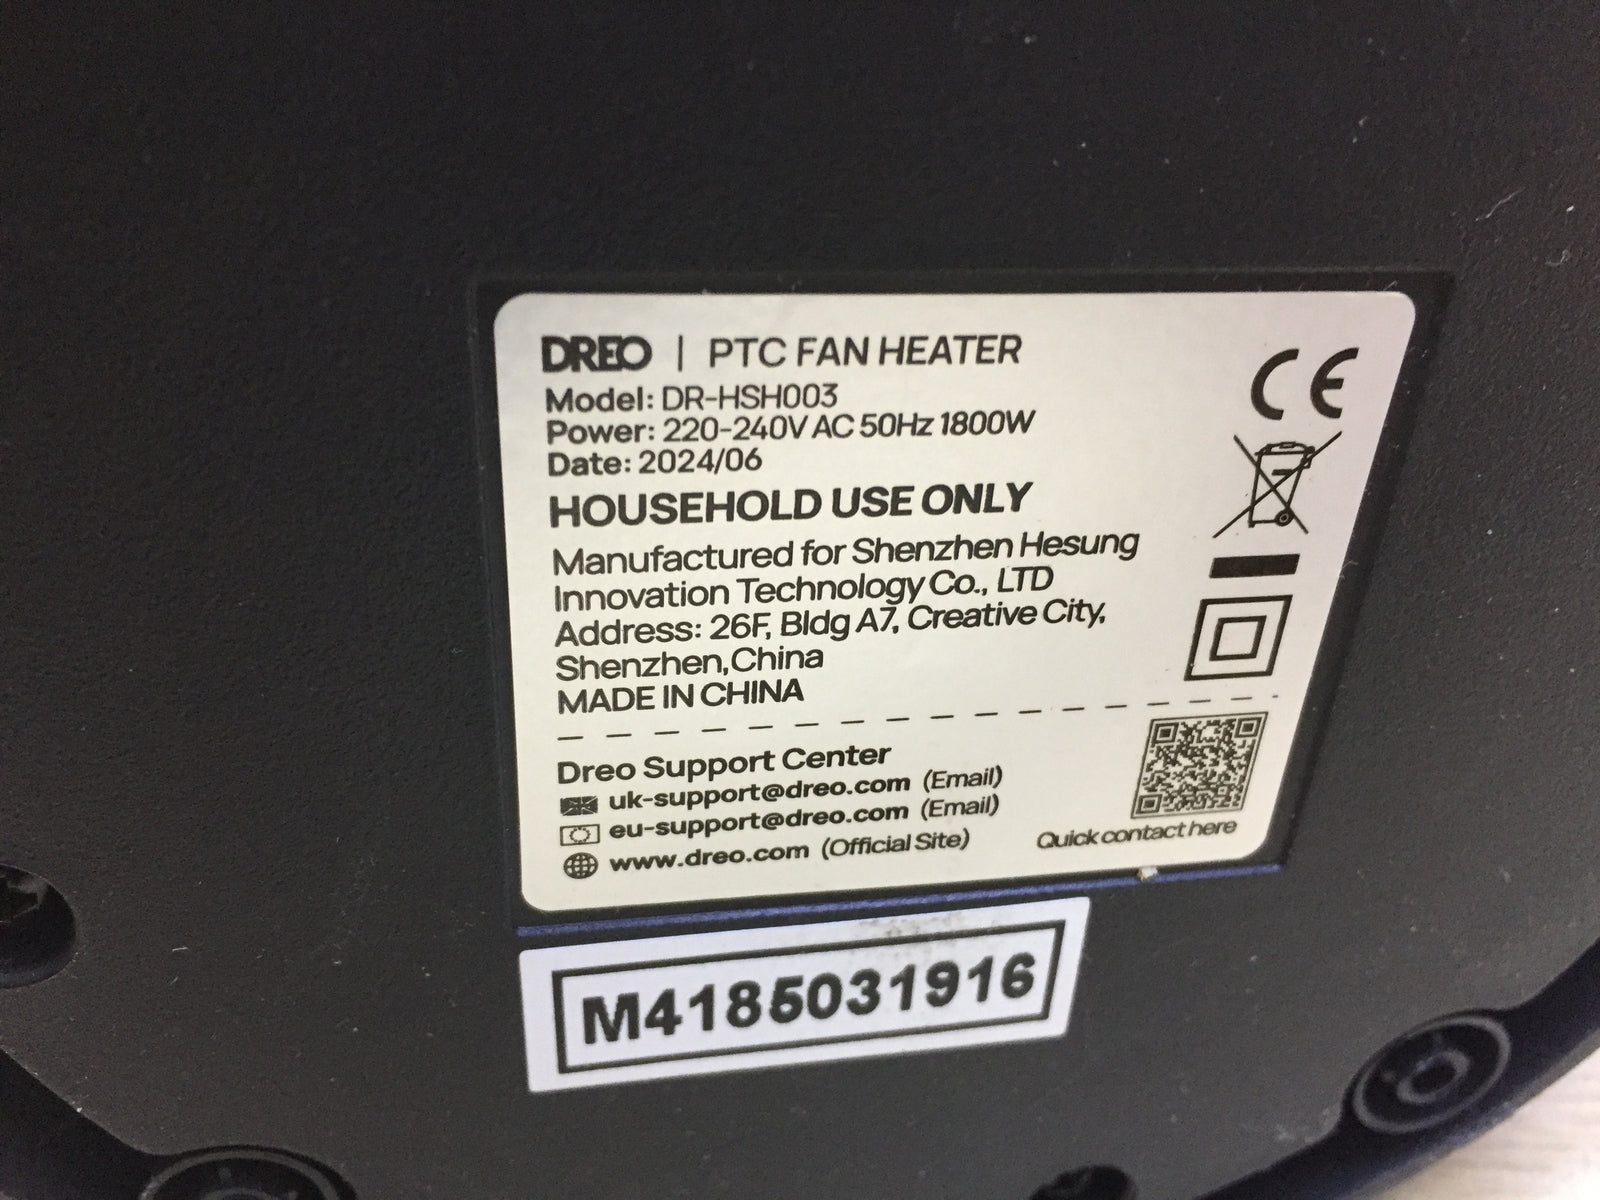 DREO | PTC FAN HEATER
Model: DR-HSH003
Power: 220-240V AC 50Hz 1800W
Date: 2024/06
HOUSEHOLD USE ONLY
Manufactured for Shenzhen Hesung
Innovation Technology Co., LTD
Address: 26F, Bldg A7, Creative City,
Shenzhen,China
MADE IN CHINA
CE
Dreo Support Center
uk-support@dreo.com (Email)
eu-support@dreo.com (Email)
www.dreo.com (Official Site)
Quick contact here
M4185031916